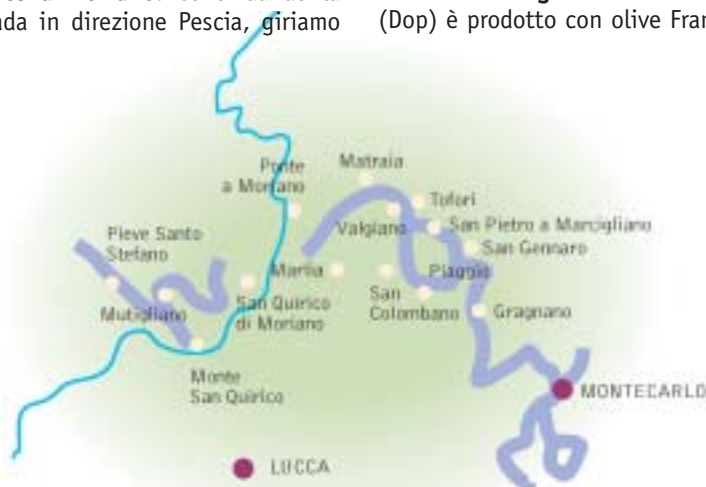 ada in direzione Pescia, giriamo
(Dop) è prodotto con olive Fran
Matraia
Ponte
a Moriano
Tofori
Valgiano
San Pietro a Marcigliano
San Gennaro
Pieve Santo
Stefano
Marlia
Piaggio
Mutigliano
San Quirico
di Moriano
San
Colombano
Gragnano
Monte
San Quirico
MONTECARLO
LUCCA